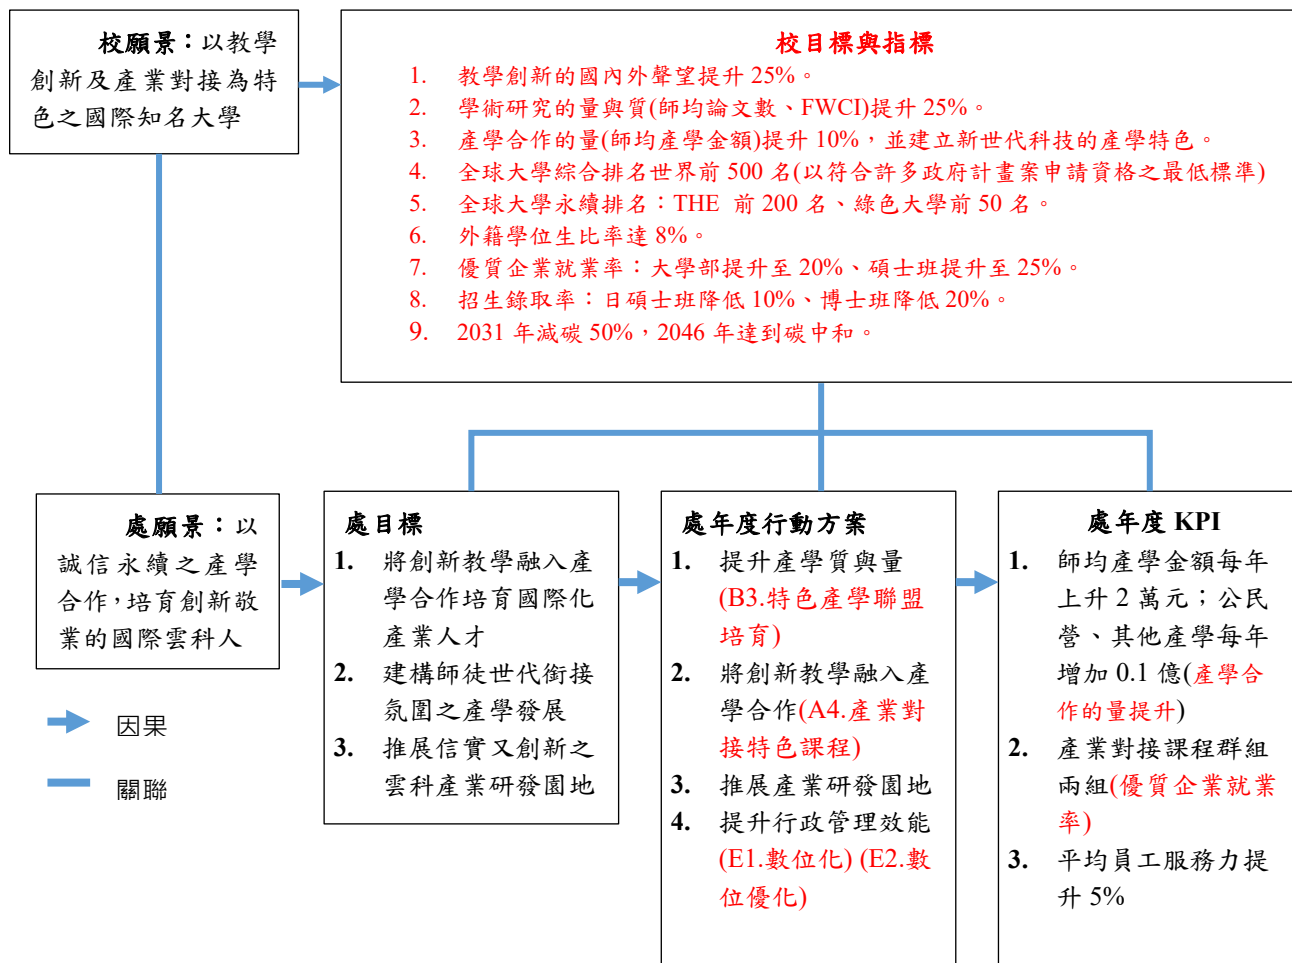 校願景：以教學
創新及產業對接為特
色之國際知名大學
校目標與指標
1. 教學創新的國內外聲望提升 25%。
2. 學術研究的量與質(師均論文數、FWCI)提升 25%。
3. 產學合作的量(師均產學金額)提升 10%，並建立新世代科技的產學特色。
4. 全球大學綜合排名世界前 500 名(以符合許多政府計畫案申請資格之最低標準)
5. 全球大學永續排名：THE 前 200 名、綠色大學前 50 名。
6. 外籍學位生比率達 8%。
7. 優質企業就業率：大學部提升至 20%、碩士班提升至 25%。
8. 招生錄取率：日碩士班降低 10%、博士班降低 20%。
9. 2031 年減碳 50%，2046 年達到碳中和。
處願景：以
誠信永續之產學
合作，培育創新敬
業的國際雲科人
因果
關聯
處目標
1. 將創新教學融入產
學合作培育國際化
產業人才
2. 建構師徒世代銜接
氛圍之產學發展
3. 推展信實又創新之
雲科產業研發園地
處年度行動方案
1. 提升產學質與量
(B3.特色產學聯盟
培育)
2. 將創新教學融入產
學合作(A4.產業對
接特色課程)
3. 推展產業研發園地
4. 提升行政管理效能
(E1.數位化) (E2.數
位優化)
處年度 KPI
1. 師均產學金額每年
上升 2 萬元；公民
營、其他產學每年
增加 0.1 億(產學合
作的量提升)
2. 產業對接課程群組
兩組(優質企業就業
率)
3. 平均員工服務力提
升 5%